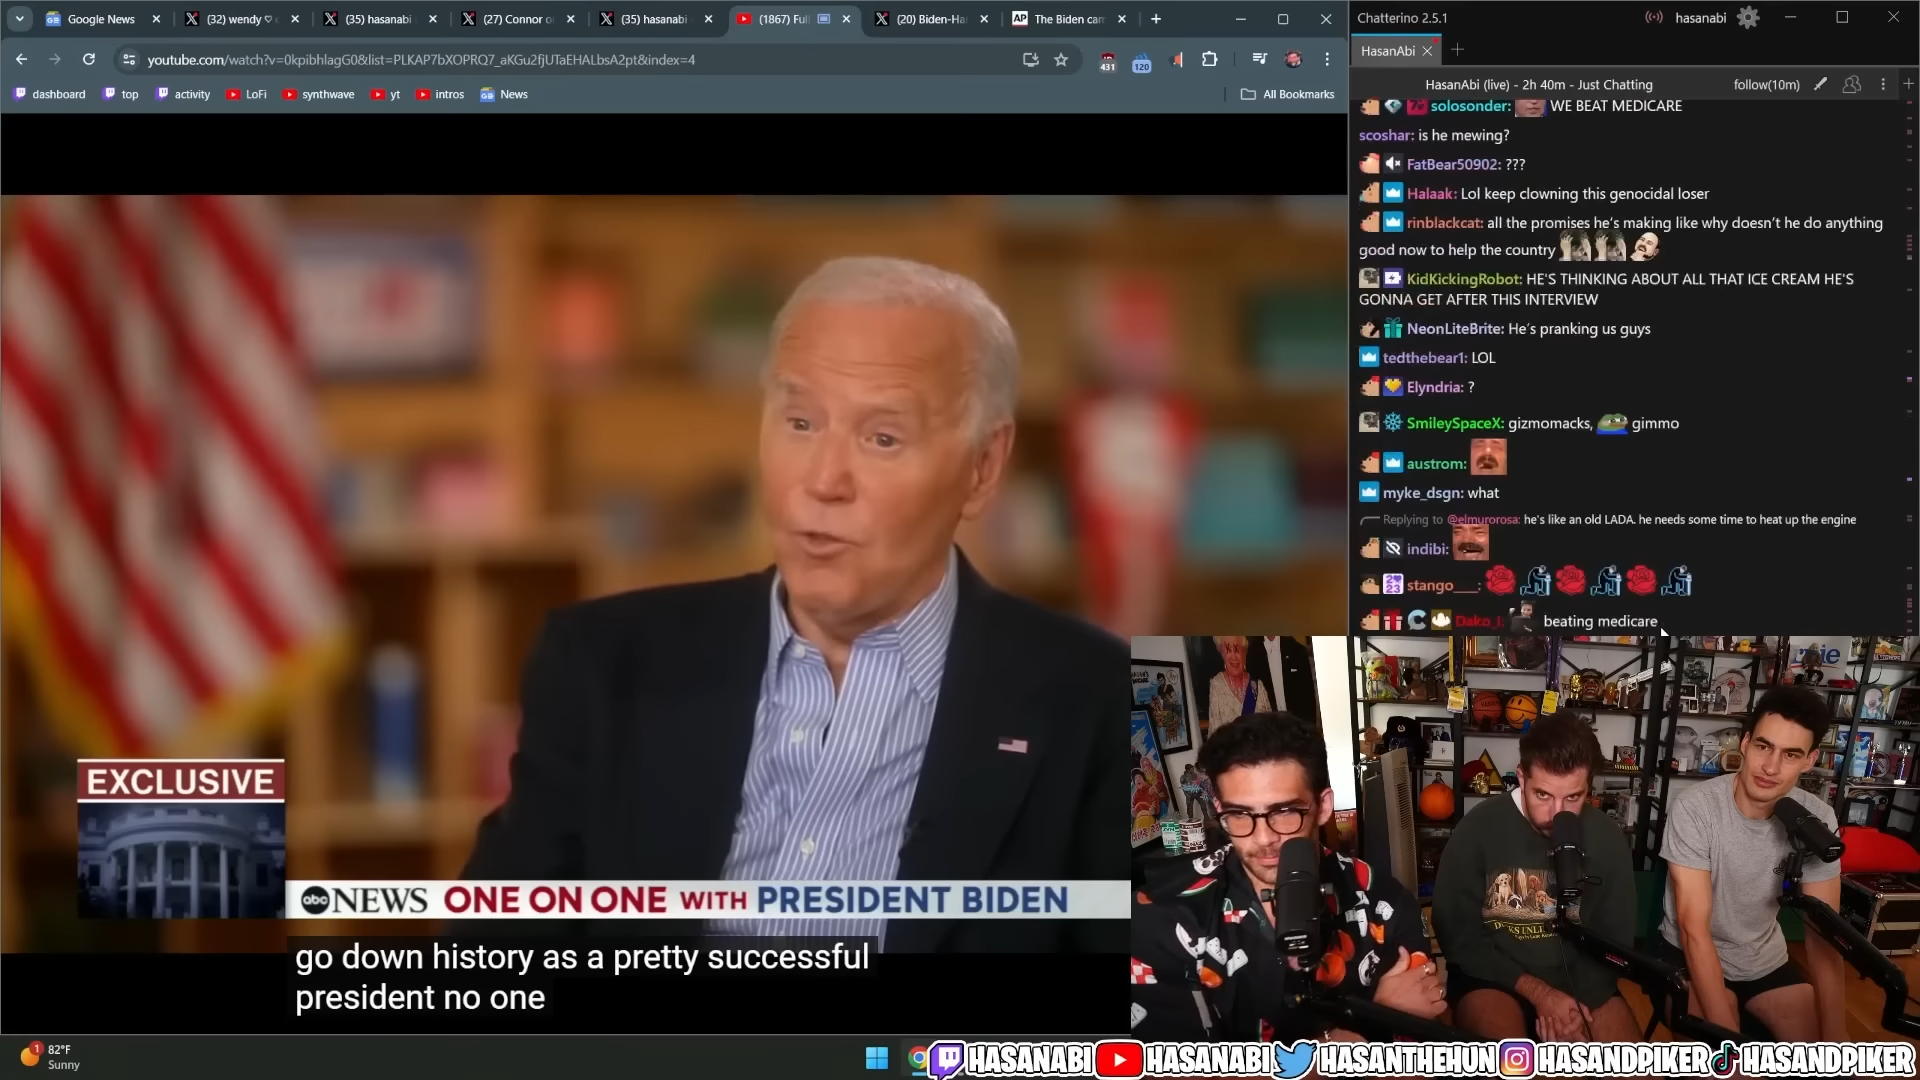 Google News
(32) wendy ♡
(35) hasanabi
(27) Connor o
(35) hasanabi
(1867) Ful
(20) Biden-Ha
AP The Biden cam
youtube.com/watch?v=0kpibhlagG0&list=PLKAP7bXOPRQ7_aKGu2fjUTaEHALbsA2pt&index=4
431
120
dashboard
top
activity
LoFi
synthwave
yt
intros
News
All Bookmarks
Chatterino 2.5.1
hasanabi
HasanAbi
HasanAbi (live) - 2h 40m - Just Chatting
follow(10m)
solosonder: WE BEAT MEDICARE
scoshar: is he mewing?
FatBear50902: ???
Halaak: Lol keep clowning this genocidal loser
rinblackcat: all the promises he's making like why doesn't he do anything
good now to help the country
KidKickingRobot: HE'S THINKING ABOUT ALL THAT ICE CREAM HE'S
GONNA GET AFTER THIS INTERVIEW
NeonLiteBrite: He's pranking us guys
tedthebear1: LOL
Elyndria: ?
SmileySpaceX: gizmomacks, gimmo
austrom:
myke_dsgn: what
Replying to @elmurorosa: he's like an old LADA. he needs some time to heat up the engine
indibi:
stango___:
Dako_I: beating medicare
EXCLUSIVE
abc NEWS ONE ON ONE WITH PRESIDENT BIDEN
go down history as a pretty successful
president no one
1
82°F
Sunny
HASANABI
HASANABI
HASANTHEHUN
HASANDPIKER
HASANDPIKER